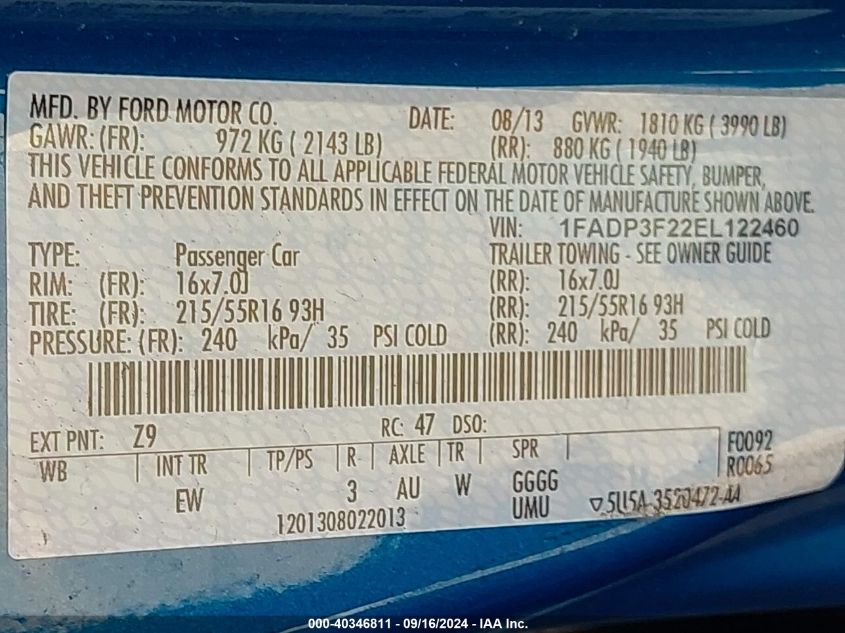 MFD. BY FORD MOTOR CO. DATE: 08/13 GVWR: 1810 KG ( 3990 LB)
GAWR: (FR): 972 KG ( 2143 LB) (RR): 880 KG ( 1940 LB)
THIS VEHICLE CONFORMS TO ALL APPLICABLE FEDERAL MOTOR VEHICLE SAFETY, BUMPER,
AND THEFT PREVENTION STANDARDS IN EFFECT ON THE DATE OF MANUFACTURE SHOWN ABOVE.
VIN: 1FADP3F22EL122460
TYPE: Passenger Car TRAILER TOWING - SEE OWNER GUIDE
RIM: (FR): 16x7.0J (RR): 16x7.0J
TIRE: (FR): 215/55R16 93H (RR): 215/55R16 93H
PRESSURE: (FR): 240 kPa/ 35 PSI COLD (RR): 240 kPa/ 35 PSI COLD
EXT PNT: Z9 RC: 47 DSO: F0092
WB INT TR TP/PS R AXLE TR SPR R0065
EW 3 AU W GGGG
1201308022013 UMU 5U5A-3520472-AA
000-40346811 - 09/16/2024 - IAA Inc.